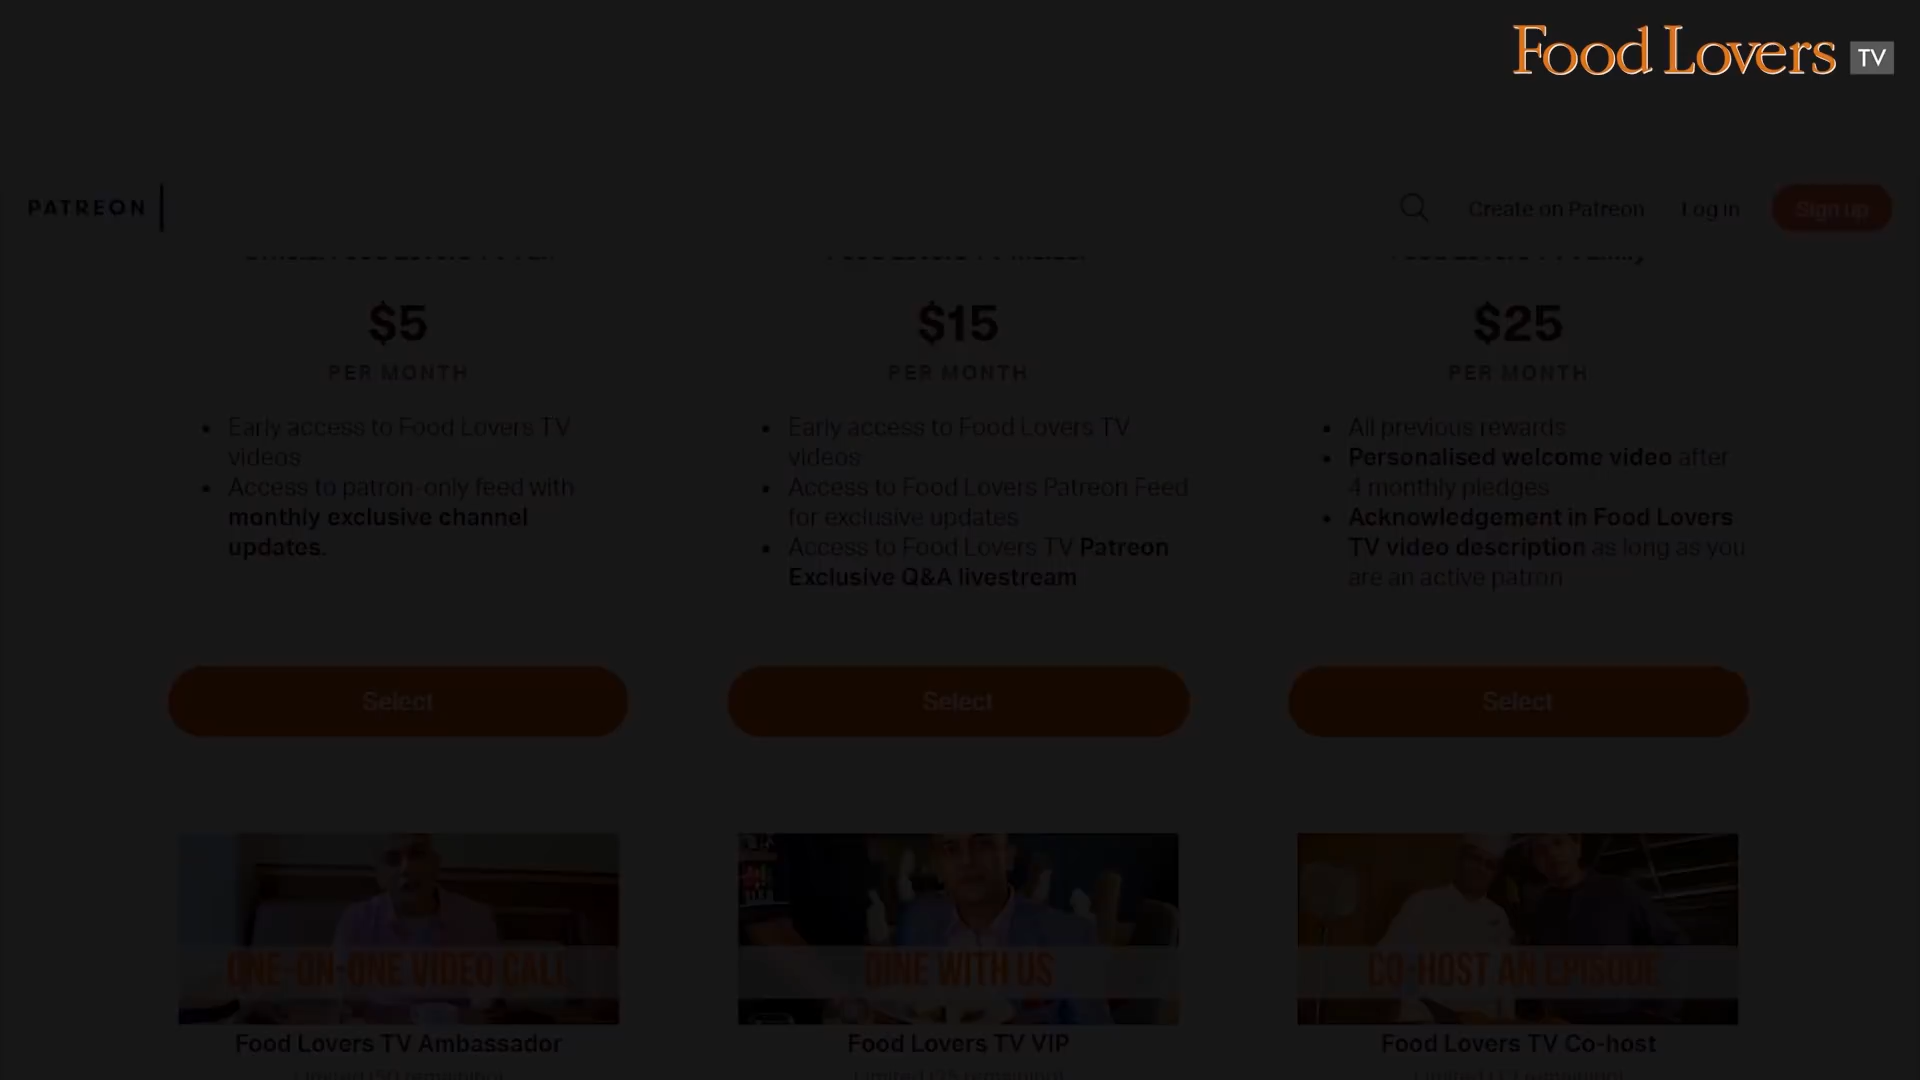 Food Lovers TV
PATREON
Create on Patreon
Log in
Sign up
$5
PER MONTH
Early access to Food Lovers TV
videos
Access to patron-only feed with
monthly exclusive channel
updates.
Select
$15
PER MONTH
Early access to Food Lovers TV
videos
Access to Food Lovers Patreon Feed
for exclusive updates
Access to Food Lovers TV Patreon
Exclusive Q&A livestream
Select
$25
PER MONTH
All previous rewards
Personalised welcome video after
4 monthly pledges
Acknowledgement in Food Lovers
TV video description as long as you
are an active patron
Select
ONE-ON-ONE VIDEO CALL
Food Lovers TV Ambassador
DINE WITH US
Food Lovers TV VIP
CO-HOST AN EPISODE
Food Lovers TV Co-host